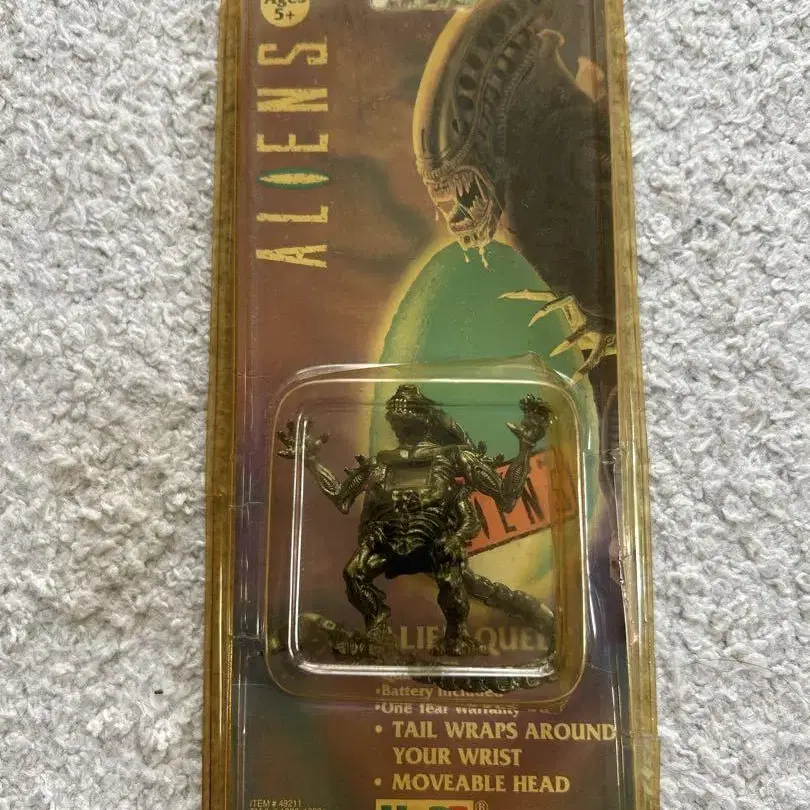 Ages
5+
ALIENS
ALIEN QUEEN
•Battery Included
•One Year Warranty
• TAIL WRAPS AROUND
YOUR WRIST
• MOVEABLE HEAD
ITEM # 49211
®